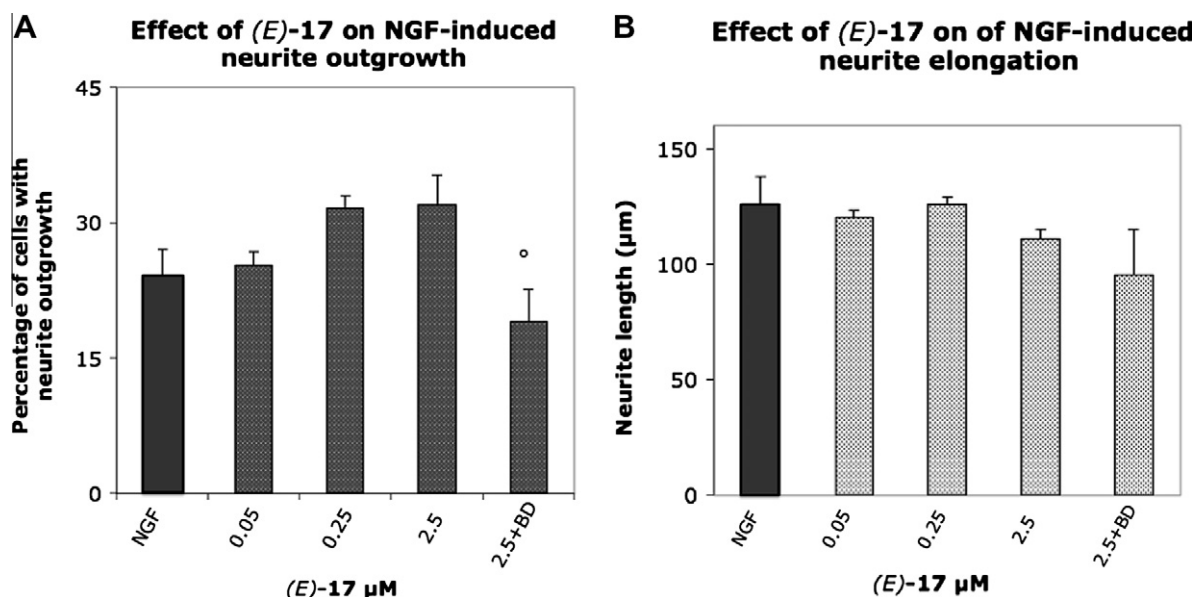 A
Effect of (E)-17 on NGF-induced
neurite outgrowth
Percentage of cells with
neurite outgrowth
45
30
15
0
°
NGF
0.05
0.25
2.5
2.5+BD
(E)-17 µM
B
Effect of (E)-17 on of NGF-induced
neurite elongation
Neurite length (µm)
150
100
50
0
NGF
0.05
0.25
2.5
2.5+BD
(E)-17 µM